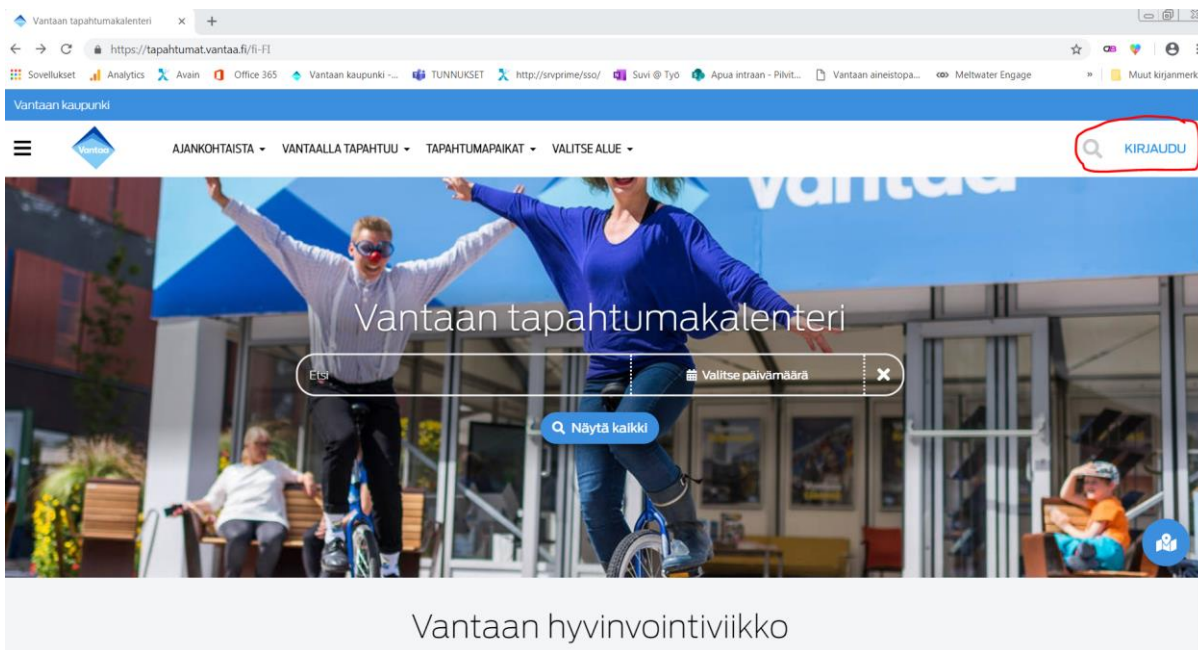 Vantaan tapahtumakalenteri
https://tapahtumat.vantaa.fi/fi-FI
Sovellukset Analytics Avain Office 365 Vantaan kaupunki -... TUNNUKSET http://srvprime/sso/ Suvi @ Työ Apua intraan - Pilvit... Vantaan aineistopa... Meltwater Engage » Muut kirjanmerk
Vantaan kaupunki
Vantaa AJANKOHTAISTA VANTAALLA TAPAHTUU TAPAHTUMAPAIKAT VALITSE ALUE KIRJAUDU
Vantaa
Vantaan tapahtumakalenteri
Etsi Valitse päivämäärä
Näytä kaikki
Vantaan hyvinvointiviikko